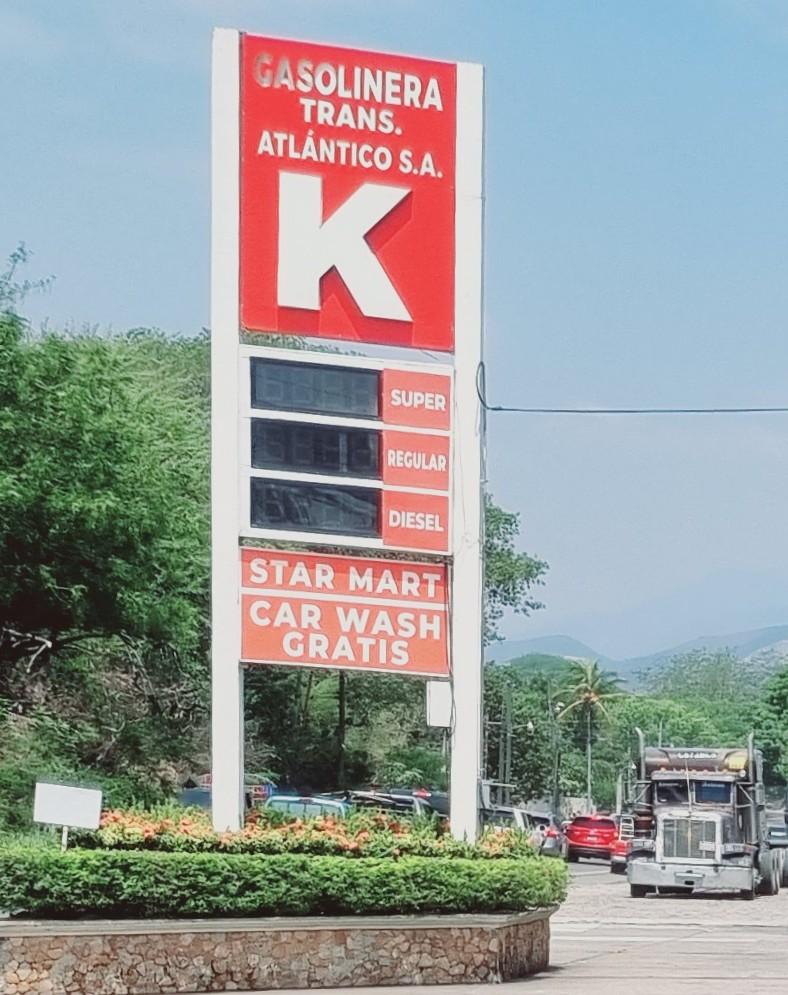 GASOLINERA
TRANS.
ATLÁNTICO S.A.
K
SUPER
REGULAR
DIESEL
STAR MART
CAR WASH
GRATIS